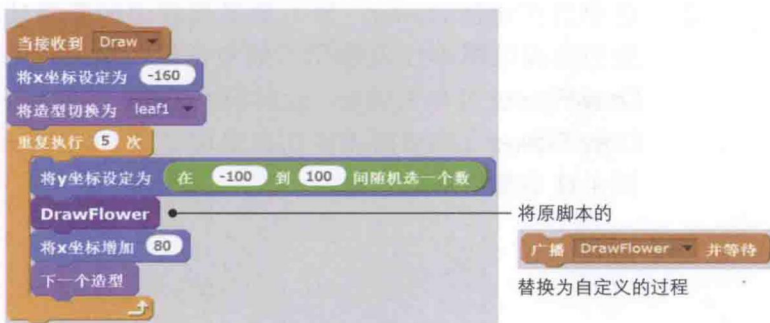 当接收到 Draw
将x坐标设定为 -160
将造型切换为 leaf1
重复执行 5 次
将y坐标设定为 在 -100 到 100 间随机选一个数
DrawFlower
将x坐标增加 80
下一个造型
将原脚本的
广播 DrawFlower 并等待
替换为自定义的过程